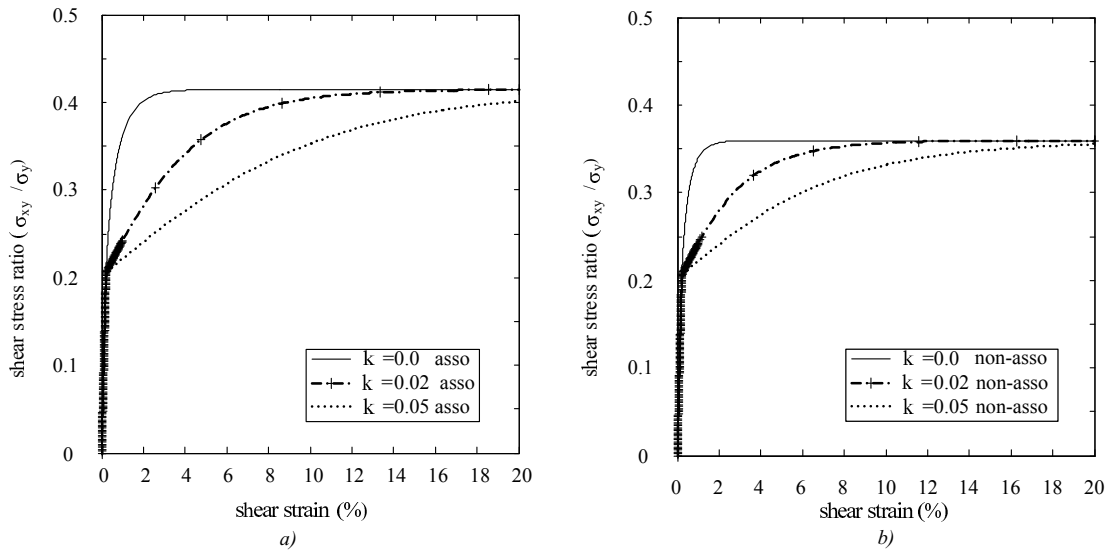 0.5
0.4
0.3
0.2
0.1
0
shear stress ratio ( σxy /σy)
k =0.0 asso
k =0.02 asso
k =0.05 asso
0 2 4 6 8 10 12 14 16 18 20
shear strain (%)
a)
0.5
0.4
0.3
0.2
0.1
0
shear stress ratio ( σxy /σy)
k =0.0 non-asso
k =0.02 non-asso
k =0.05 non-asso
0 2 4 6 8 10 12 14 16 18 20
shear strain (%)
b)